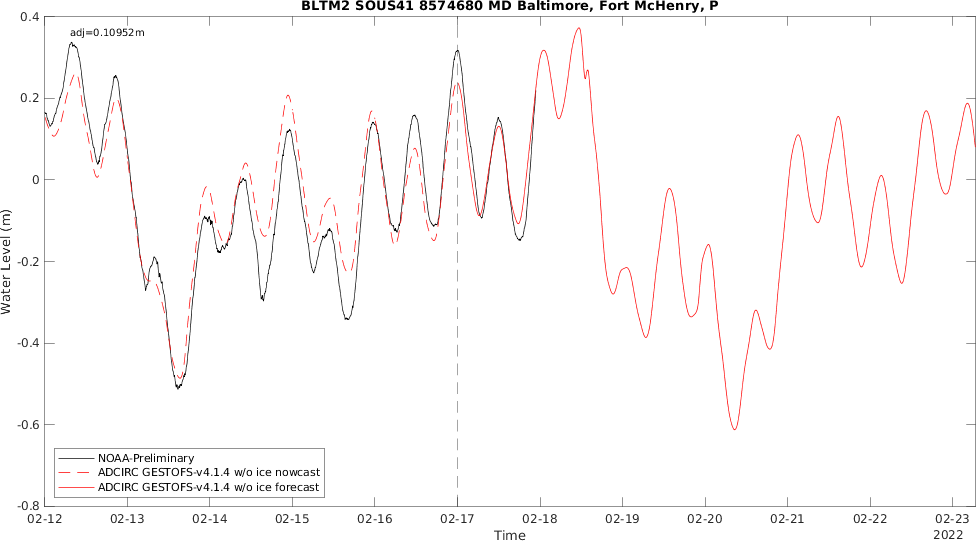 BLTM2 SOUS41 8574680 MD Baltimore, Fort McHenry, P
adj=0.10952m
0.4
0.2
0
-0.2
-0.4
-0.6
-0.8
Water Level (m)
NOAA-Preliminary
ADCIRC GESTOFS-v4.1.4 w/o ice nowcast
ADCIRC GESTOFS-v4.1.4 w/o ice forecast
02-12 02-13 02-14 02-15 02-16 02-17 02-18 02-19 02-20 02-21 02-22 02-23
Time
2022